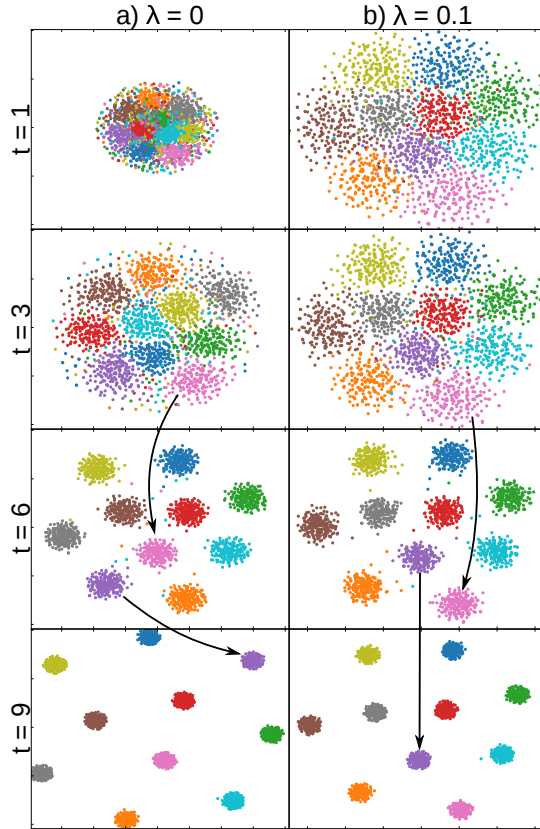 a) λ = 0
b) λ = 0.1
t = 1
t = 3
t = 6
t = 9